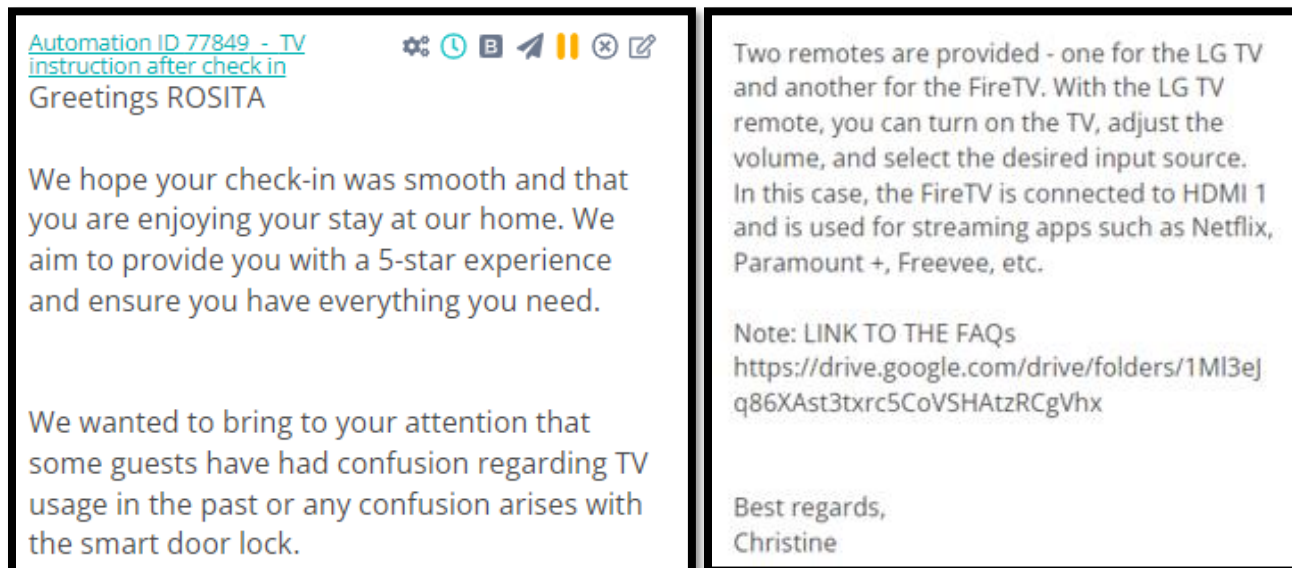 Automation ID 77849 - TV
instruction after check in
Greetings ROSITA
We hope your check-in was smooth and that
you are enjoying your stay at our home. We
aim to provide you with a 5-star experience
and ensure you have everything you need.
We wanted to bring to your attention that
some guests have had confusion regarding TV
usage in the past or any confusion arises with
the smart door lock.
Two remotes are provided - one for the LG TV
and another for the FireTV. With the LG TV
remote, you can turn on the TV, adjust the
volume, and select the desired input source.
In this case, the FireTV is connected to HDMI 1
and is used for streaming apps such as Netflix,
Paramount +, Freevee, etc.
Note: LINK TO THE FAQs
https://drive.google.com/drive/folders/1Ml3eJ
q86XAst3txrc5CoVSHAtzRCgVhx
Best regards,
Christine